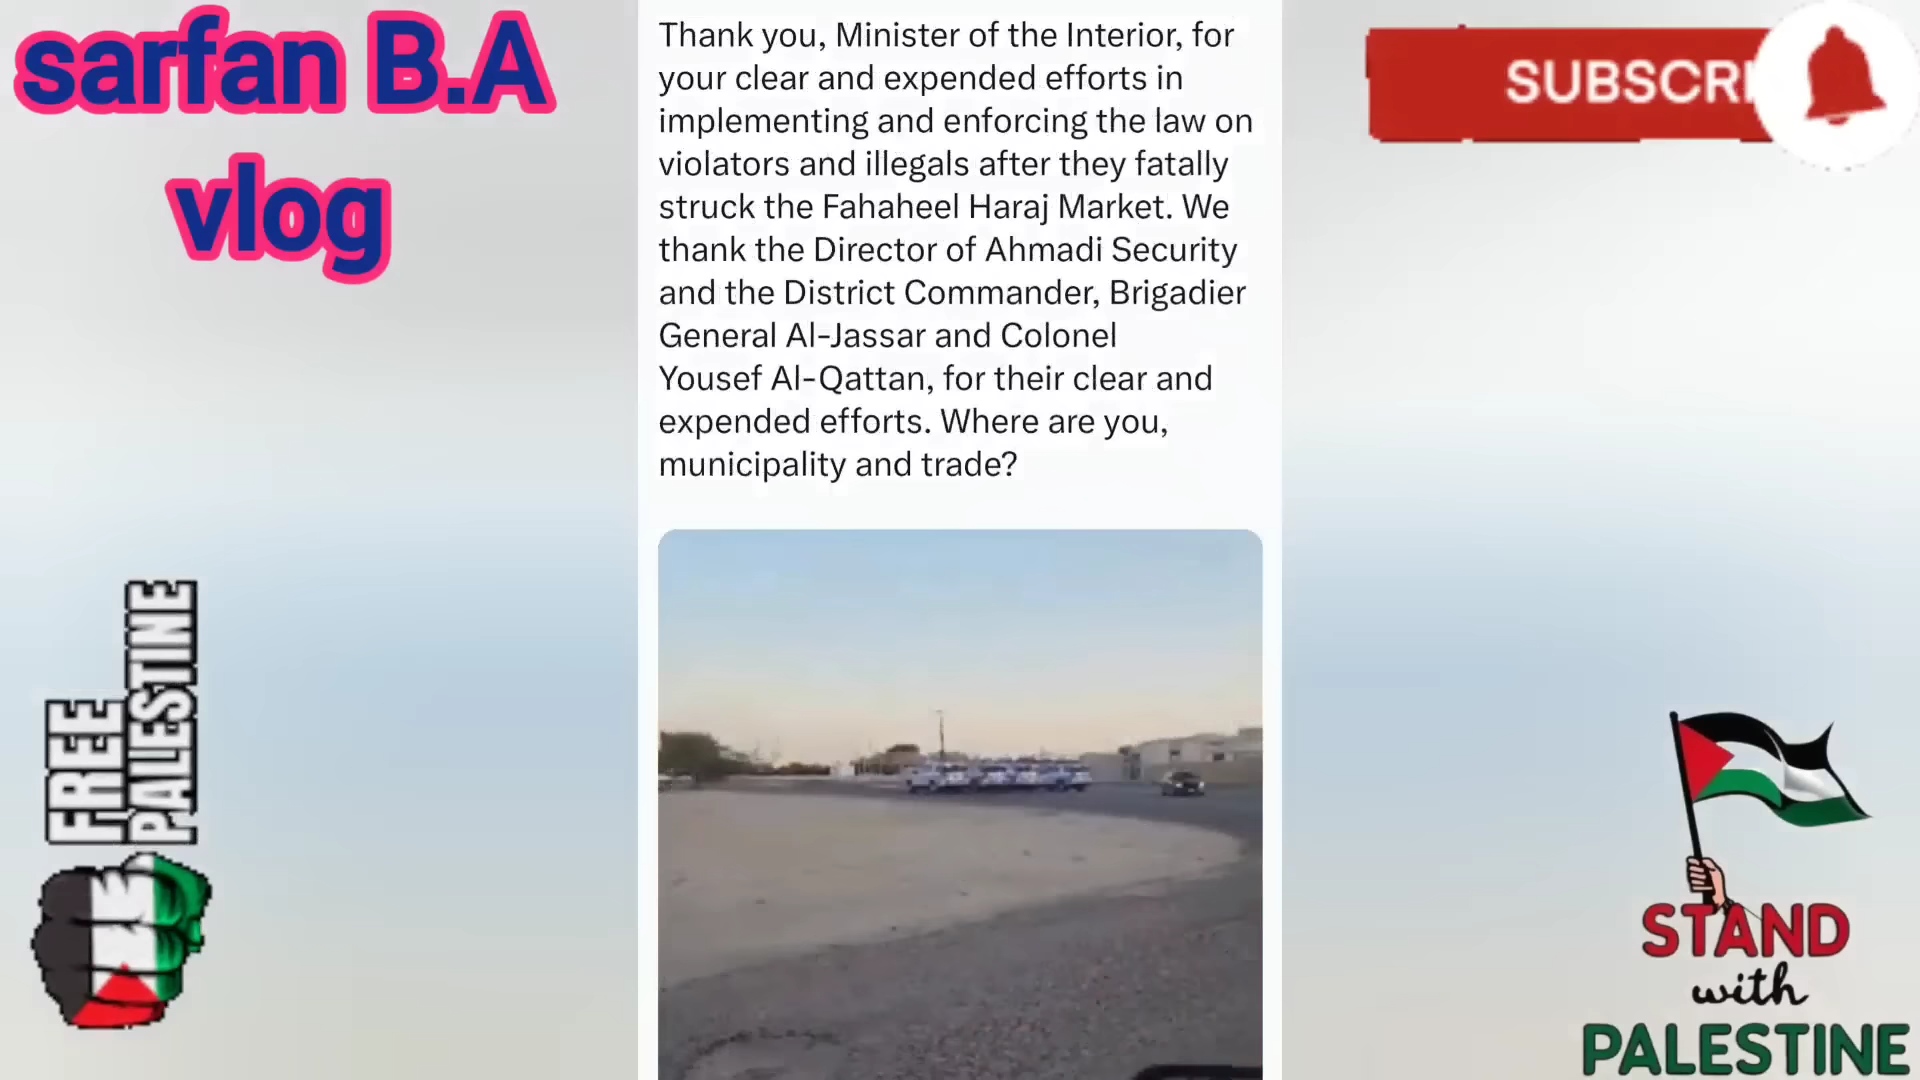 sarfan B.A
vlog
Thank you, Minister of the Interior, for
your clear and expended efforts in
implementing and enforcing the law on
violators and illegals after they fatally
struck the Fahaheel Haraj Market. We
thank the Director of Ahmadi Security
and the District Commander, Brigadier
General Al-Jassar and Colonel
Yousef Al-Qattan, for their clear and
expended efforts. Where are you,
municipality and trade?
SUBSCRI
FREE
PALESTINE
STAND
with
PALESTINE